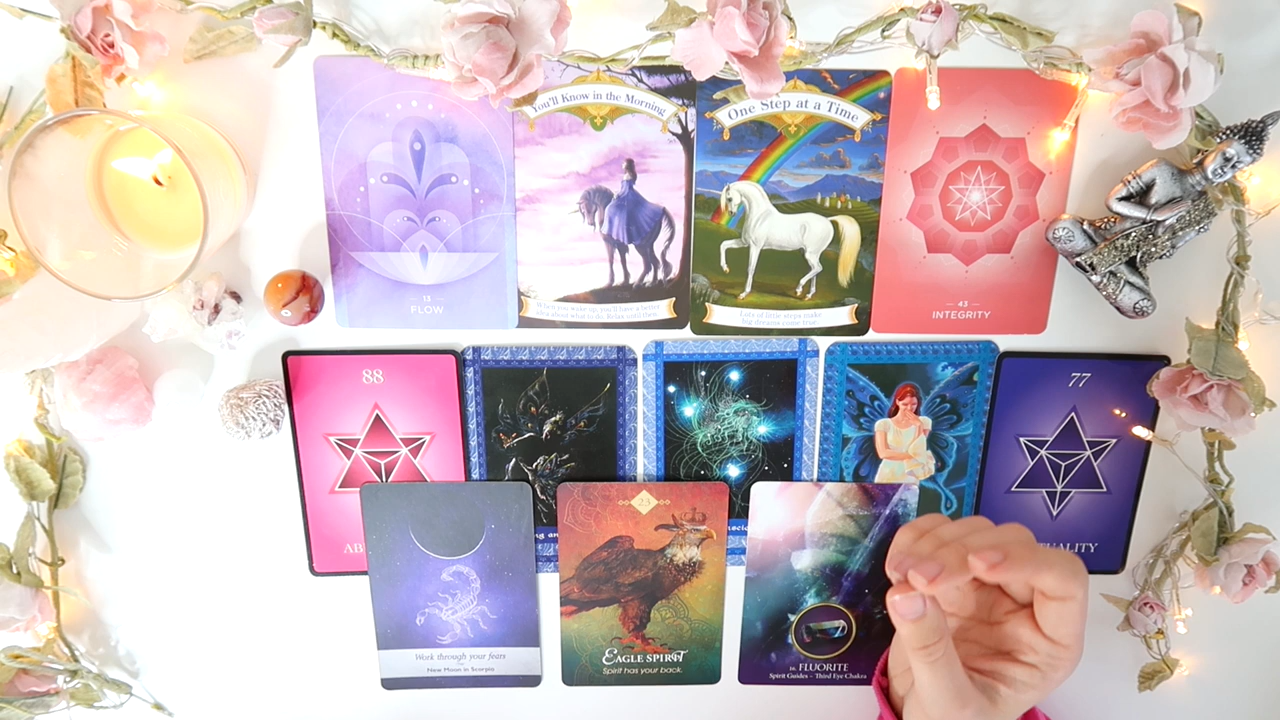 You'll Know in the Morning
One Step at a Time
13
FLOW
When you wake up, you'll have a better
idea about what to do. Relax until then.
Lots of little steps make
big dreams come true.
43
INTEGRITY
88
77
AB
TUALITY
Work through your fears
New Moon in Scorpio
23
EAGLE SPIRIT
Spirit has your back.
16. FLUORITE
Spirit Guides – Third Eye Chakra